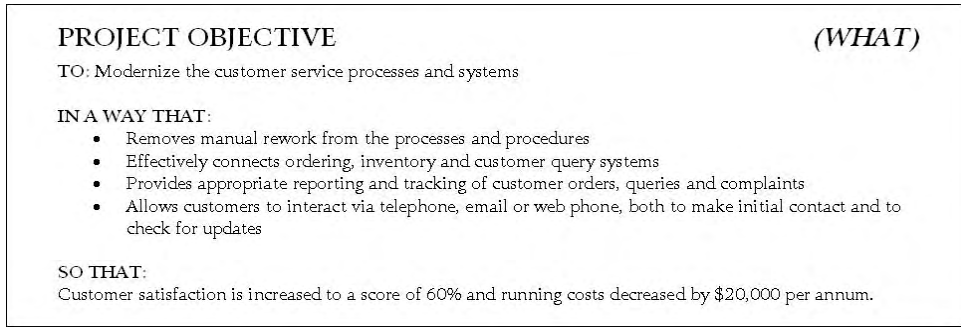 PROJECT OBJECTIVE (WHAT)
TO: Modernize the customer service processes and systems
IN A WAY THAT:
• Removes manual rework from the processes and procedures
• Effectively connects ordering, inventory and customer query systems
• Provides appropriate reporting and tracking of customer orders, queries and complaints
• Allows customers to interact via telephone, email or web phone, both to make initial contact and to
check for updates
SO THAT:
Customer satisfaction is increased to a score of 60% and running costs decreased by $20,000 per annum.